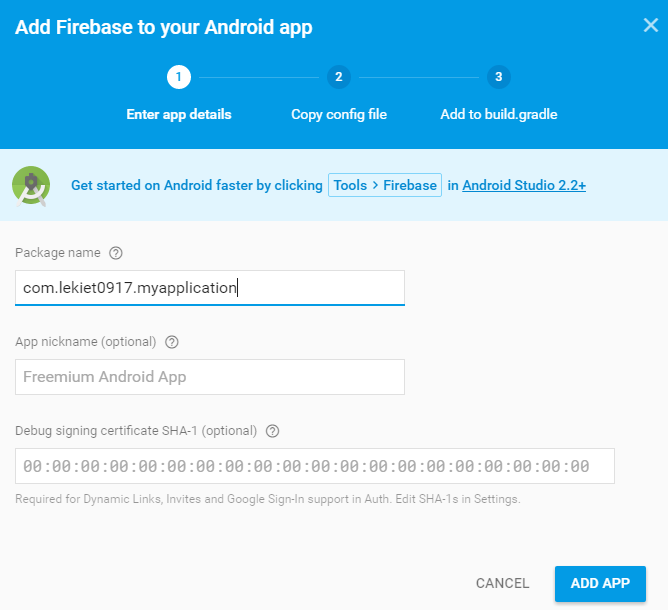 Add Firebase to your Android app
1 2 3
Enter app details Copy config file Add to build.gradle
Get started on Android faster by clicking Tools > Firebase in Android Studio 2.2+
Package name ?
com.lekiet0917.myapplication
App nickname (optional) ?
Freemium Android App
Debug signing certificate SHA-1 (optional) ?
00:00:00:00:00:00:00:00:00:00:00:00:00:00:00:00:00:00:00:00
Required for Dynamic Links, Invites and Google Sign-In support in Auth. Edit SHA-1s in Settings.
CANCEL ADD APP